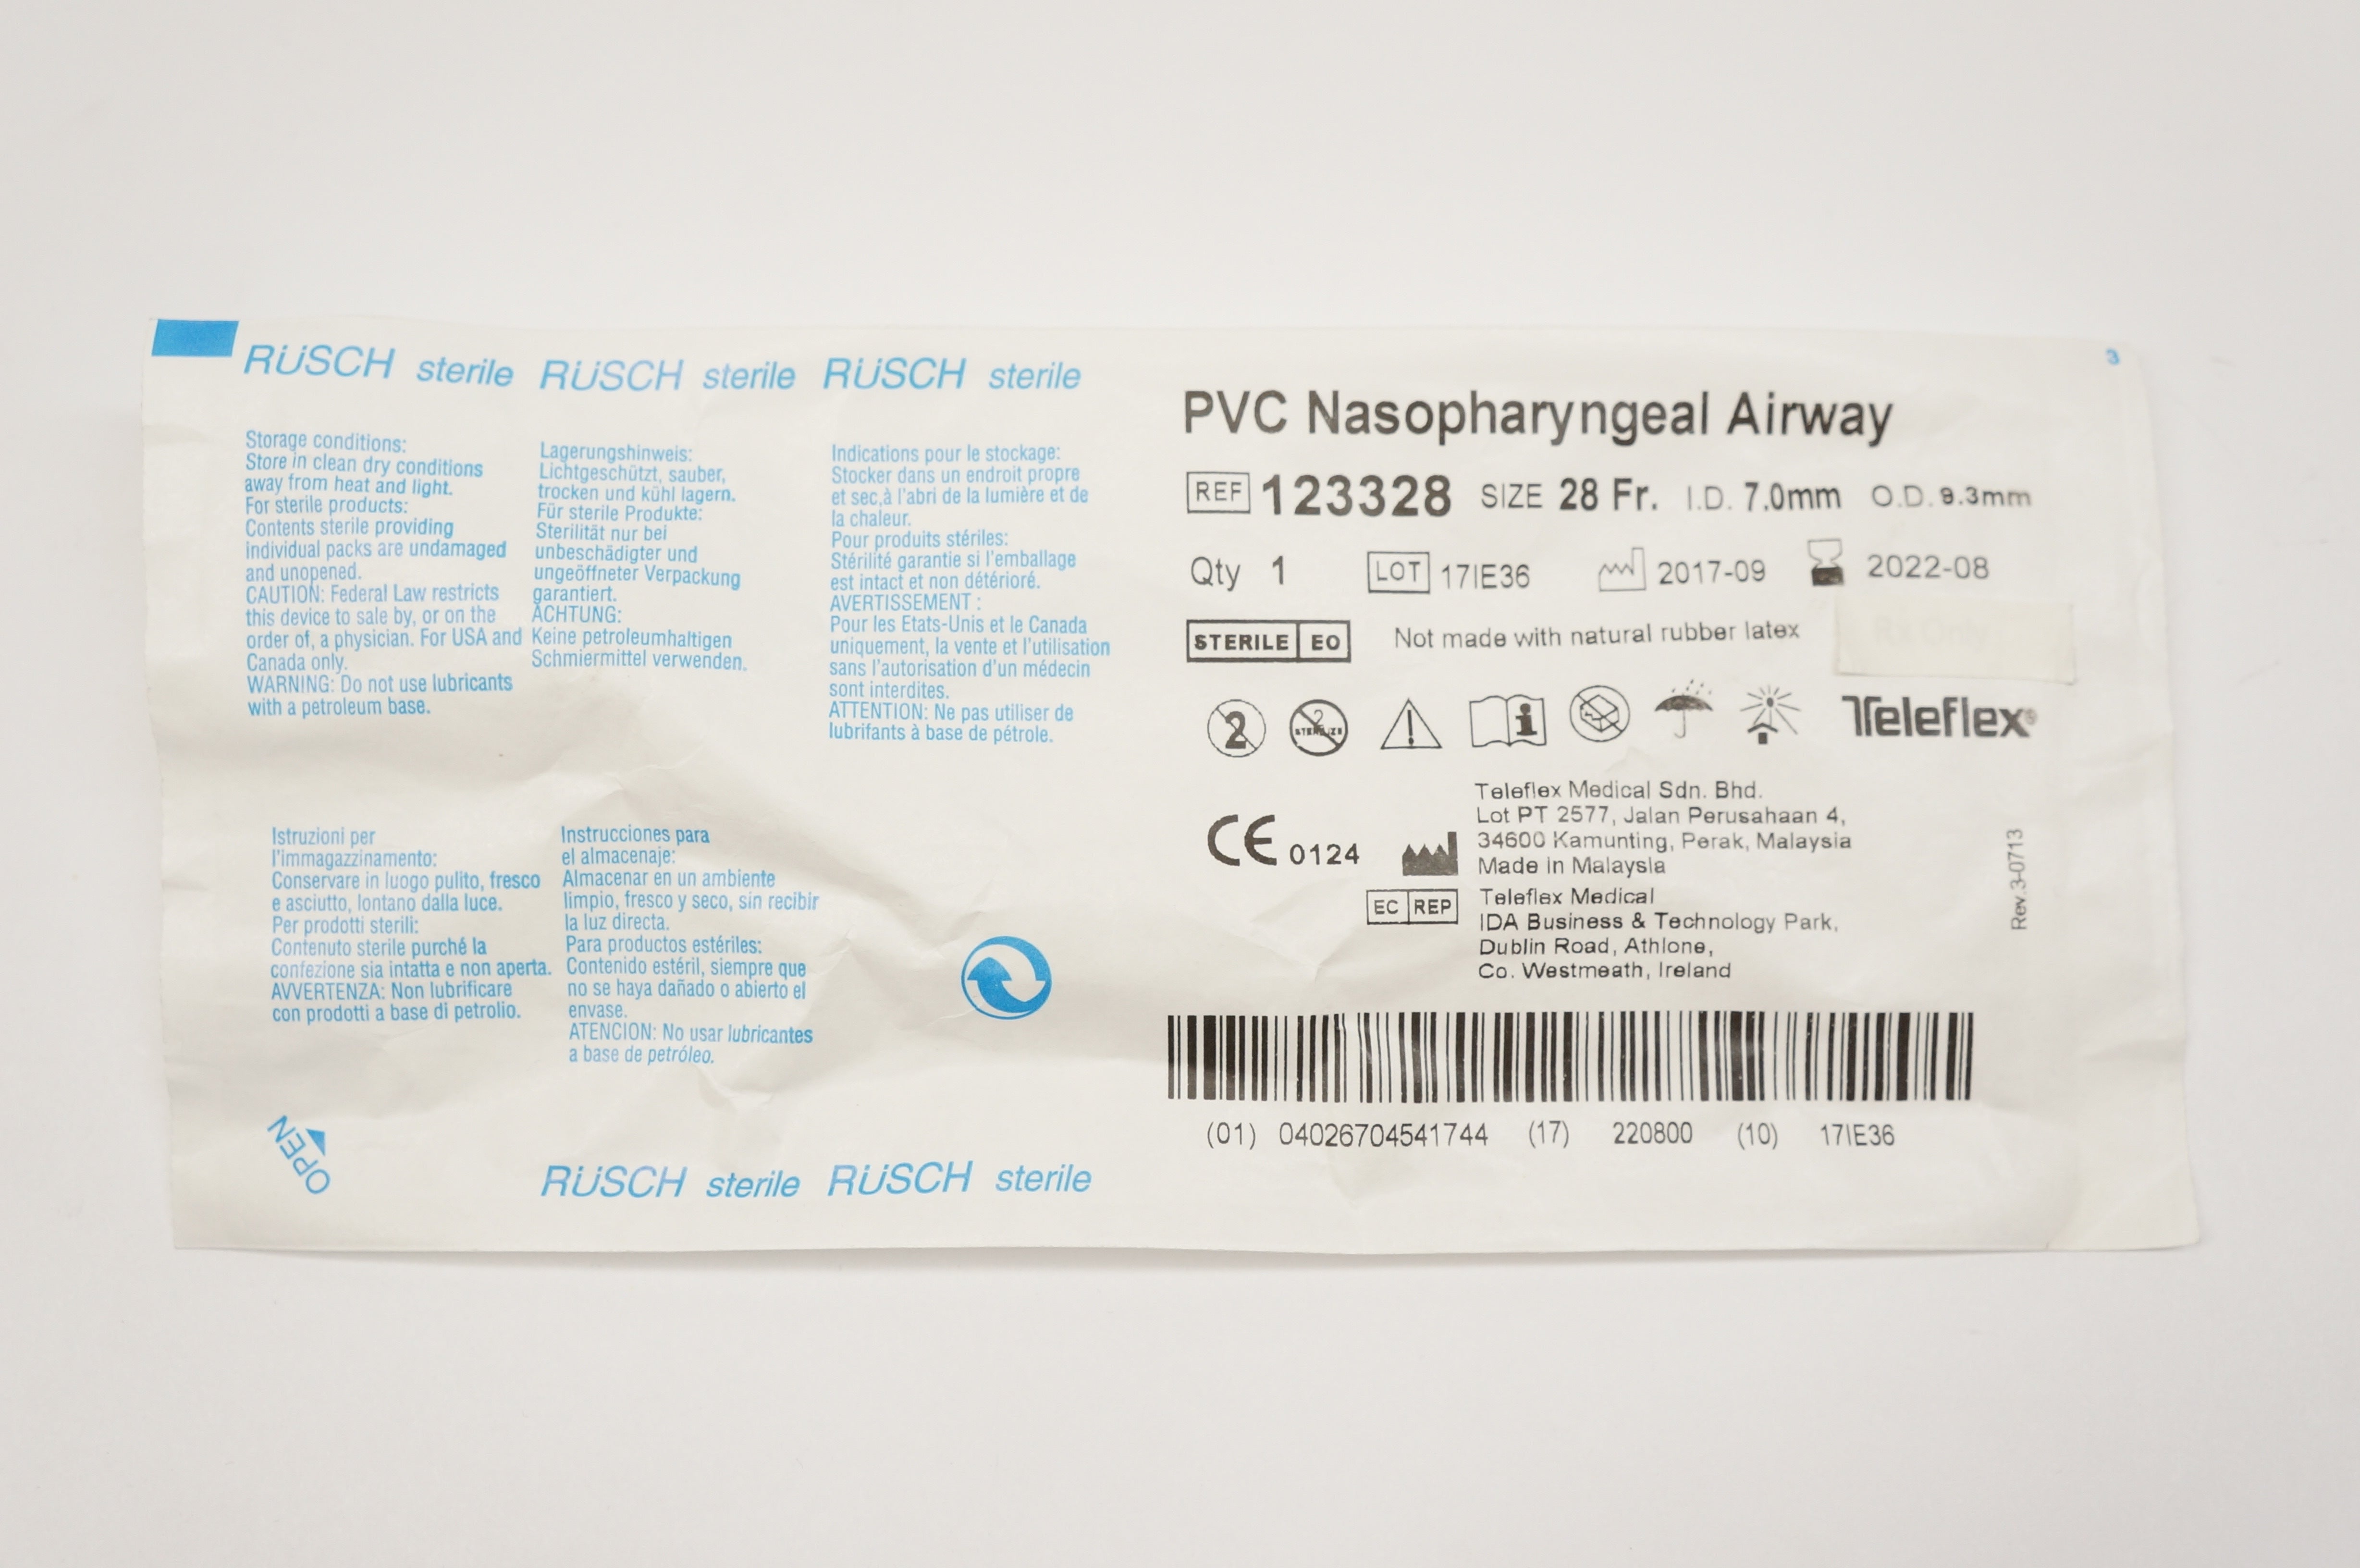 RÜSCH sterile RÜSCH sterile RÜSCH sterile
3
Storage conditions:
Store in clean dry conditions
away from heat and light.
For sterile products:
Contents sterile providing
individual packs are undamaged
and unopened.
CAUTION: Federal Law restricts
this device to sale by, or on the
order of, a physician. For USA and
Canada only.
WARNING: Do not use lubricants
with a petroleum base.
Lagerungshinweis:
Lichtgeschützt, sauber,
trocken und kühl lagern.
Für sterile Produkte:
Sterilität nur bei
unbeschädigter und
ungeöffneter Verpackung
garantiert.
ACHTUNG:
Keine petroleumhaltigen
Schmiermittel verwenden.
Indications pour le stockage:
Stocker dans un endroit propre
et sec,à l'abri de la lumière et de
la chaleur.
Pour produits stériles:
Stérilité garantie si l'emballage
est intact et non détérioré.
AVERTISSEMENT :
Pour les Etats-Unis et le Canada
uniquement, la vente et l'utilisation
sans l'autorisation d'un médecin
sont interdites.
ATTENTION: Ne pas utiliser de
lubrifants à base de pétrole.
Istruzioni per
l'immagazzinamento:
Conservare in luogo pulito, fresco
e asciutto, lontano dalla luce.
Per prodotti sterili:
Contenuto sterile purché la
confezione sia intatta e non aperta.
AVVERTENZA: Non lubrificare
con prodotti a base di petrolio.
Instrucciones para
el almacenaje:
Almacenar en un ambiente
limpio, fresco y seco, sin recibir
la luz directa.
Para productos estériles:
Contenido estéril, siempre que
no se haya dañado o abierto el
envase.
ATENCION: No usar lubricantes
a base de petróleo.
OPEN
RÜSCH sterile RÜSCH sterile
PVC Nasopharyngeal Airway
REF 123328 SIZE 28 Fr. I.D. 7.0mm O.D. 9.3mm
Qty 1 LOT 17IE36 2017-09 2022-08
STERILE EO Not made with natural rubber latex
Rx Only
2 2 STERILIZE Teleflex®
CE 0124
Teleflex Medical Sdn. Bhd.
Lot PT 2577, Jalan Perusahaan 4,
34600 Kamunting, Perak, Malaysia
Made in Malaysia
EC REP
Teleflex Medical
IDA Business & Technology Park,
Dublin Road, Athlone,
Co. Westmeath, Ireland
Rev.3-0713
(01) 04026704541744 (17) 220800 (10) 17IE36